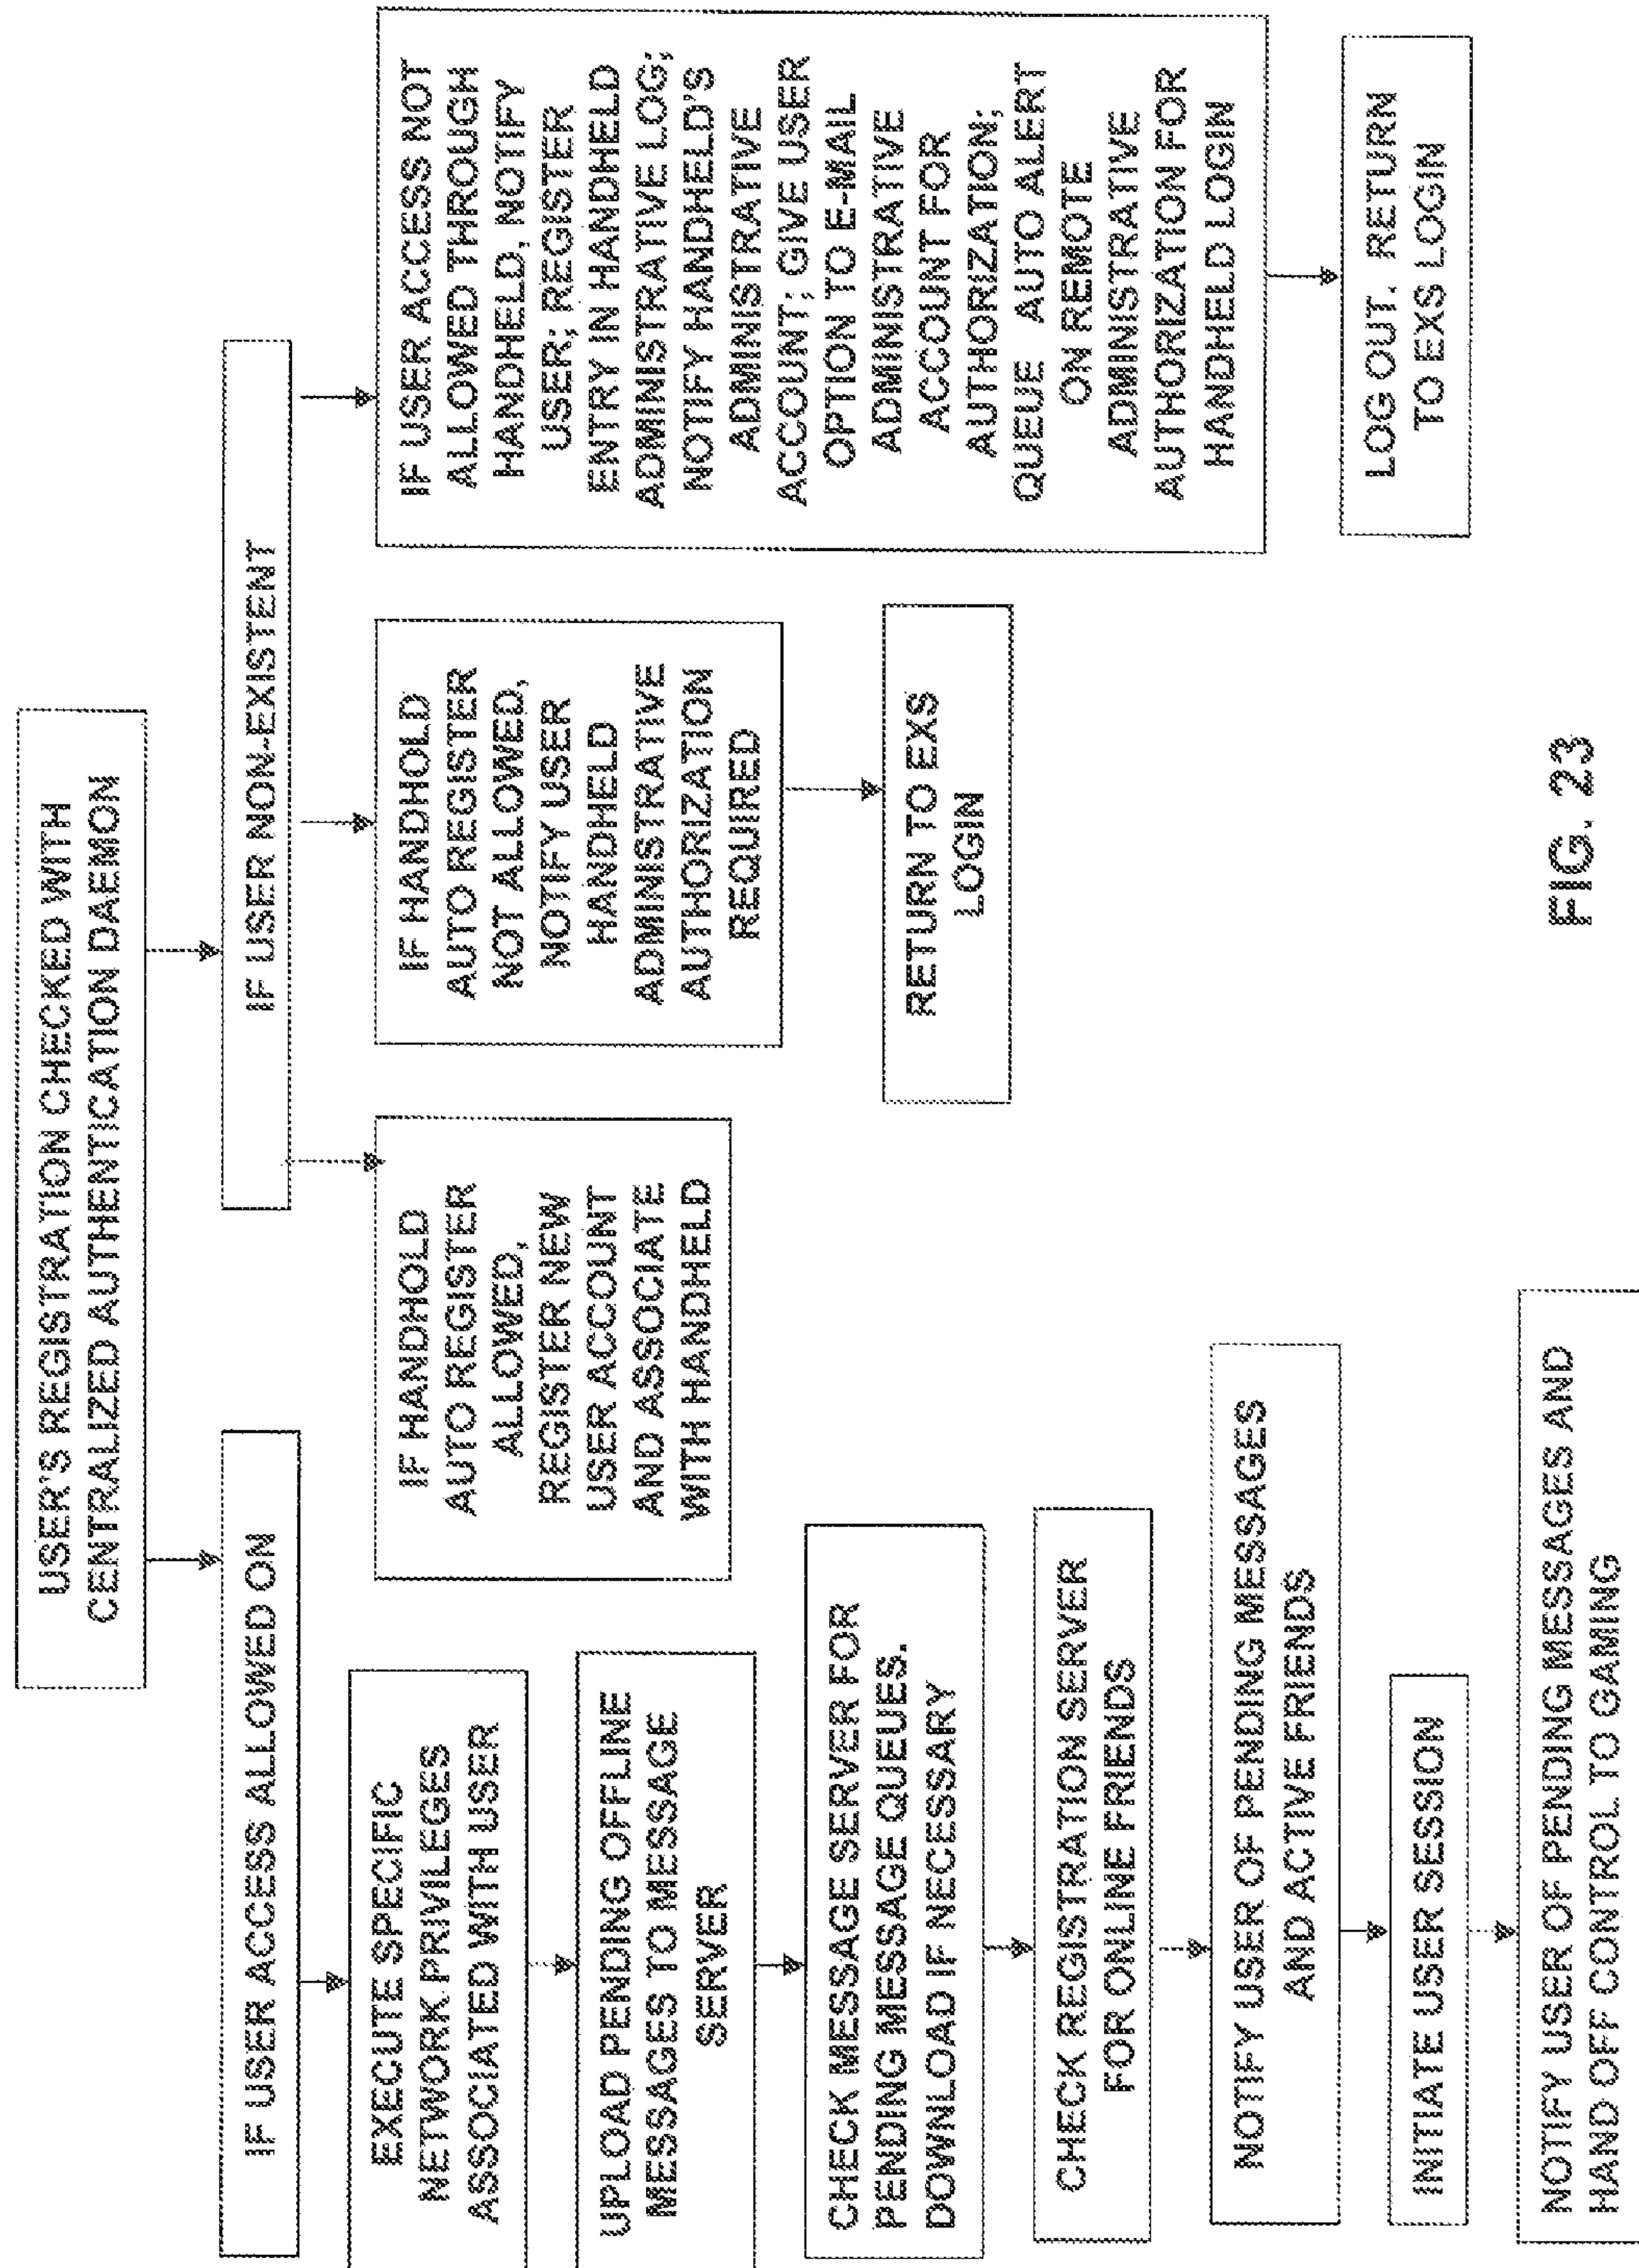 USER'S REGISTRATION CHECKED WITH
CENTRALIZED AUTHENTICATION DAEMON
IF USER ACCESS ALLOWED ON
EXECUTE SPECIFIC
NETWORK PRIVILEGES
ASSOCIATED WITH USER
UPLOAD PENDING OFFLINE
MESSAGES TO MESSAGE
SERVER
CHECK MESSAGE SERVER FOR
PENDING MESSAGE QUEUES.
DOWNLOAD IF NECESSARY
CHECK REGISTRATION SERVER
FOR ONLINE FRIENDS
NOTIFY USER OF PENDING MESSAGES
AND ACTIVE FRIENDS
INITIATE USER SESSION
NOTIFY USER OF PENDING MESSAGES AND
HAND OFF CONTROL TO GAMING
IF USER NON-EXISTENT
IF HANDHOLD
AUTO REGISTER
ALLOWED,
REGISTER NEW
USER ACCOUNT
AND ASSOCIATE
WITH HANDHELD
IF HANDHOLD
AUTO REGISTER
NOT ALLOWED,
NOTIFY USER
HANDHELD
ADMINISTRATIVE
AUTHORIZATION
REQUIRED
RETURN TO EXS
LOGIN
IF USER ACCESS NOT
ALLOWED THROUGH
HANDHELD, NOTIFY
USER; REGISTER
ENTRY IN HANDHELD
ADMINISTRATIVE LOG;
NOTIFY HANDHELD'S
ADMINISTRATIVE
ACCOUNT; GIVE USER
OPTION TO E-MAIL
ADMINISTRATIVE
ACCOUNT FOR
AUTHORIZATION;
QUEUE AUTO ALERT
ON REMOTE
ADMINISTRATIVE
AUTHORIZATION FOR
HANDHELD LOGIN
LOG OUT. RETURN
TO EXS LOGIN
FIG. 23